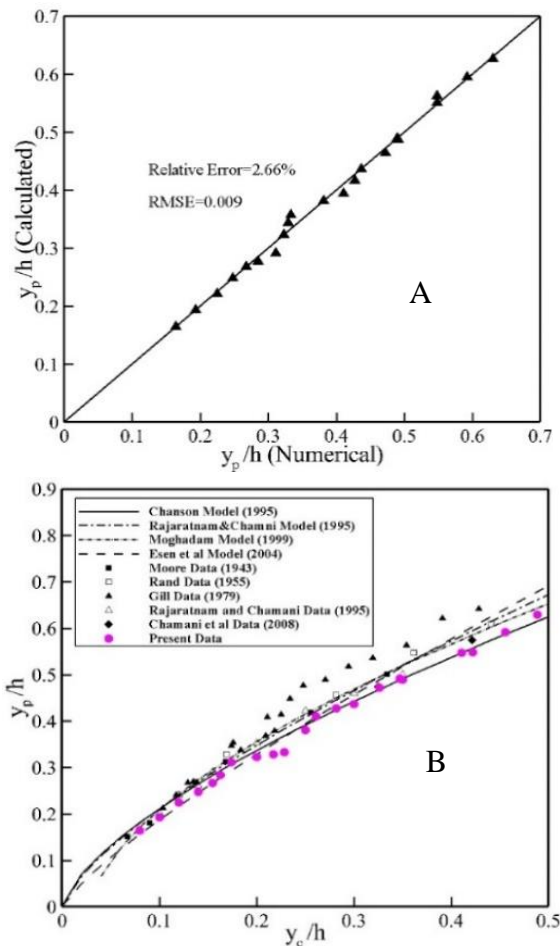 0.7
0.6
0.5
0.4
0.3
0.2
0.1
0
yp/h (Calculated)
Relative Error=2.66%
RMSE=0.009
A
0 0.1 0.2 0.3 0.4 0.5 0.6 0.7
yp/h (Numerical)
0.9
0.8
0.7
0.6
0.5
0.4
0.3
0.2
0.1
0
yp/h
Chanson Model (1995)
Rajaratnam&Chamni Model (1995)
Moghadam Model (1999)
Esen et al Model (2004)
Moore Data (1943)
Rand Data (1955)
Gill Data (1979)
Rajaratnam and Chamani Data (1995)
Chamani et al Data (2008)
Present Data
B
0 0.1 0.2 0.3 0.4 0.5
yc/h